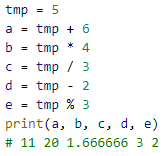 tmp = 5
a = tmp + 6
b = tmp * 4
c = tmp / 3
d = tmp - 2
e = tmp % 3
print(a, b, c, d, e)
# 11 20 1.666666 3 2